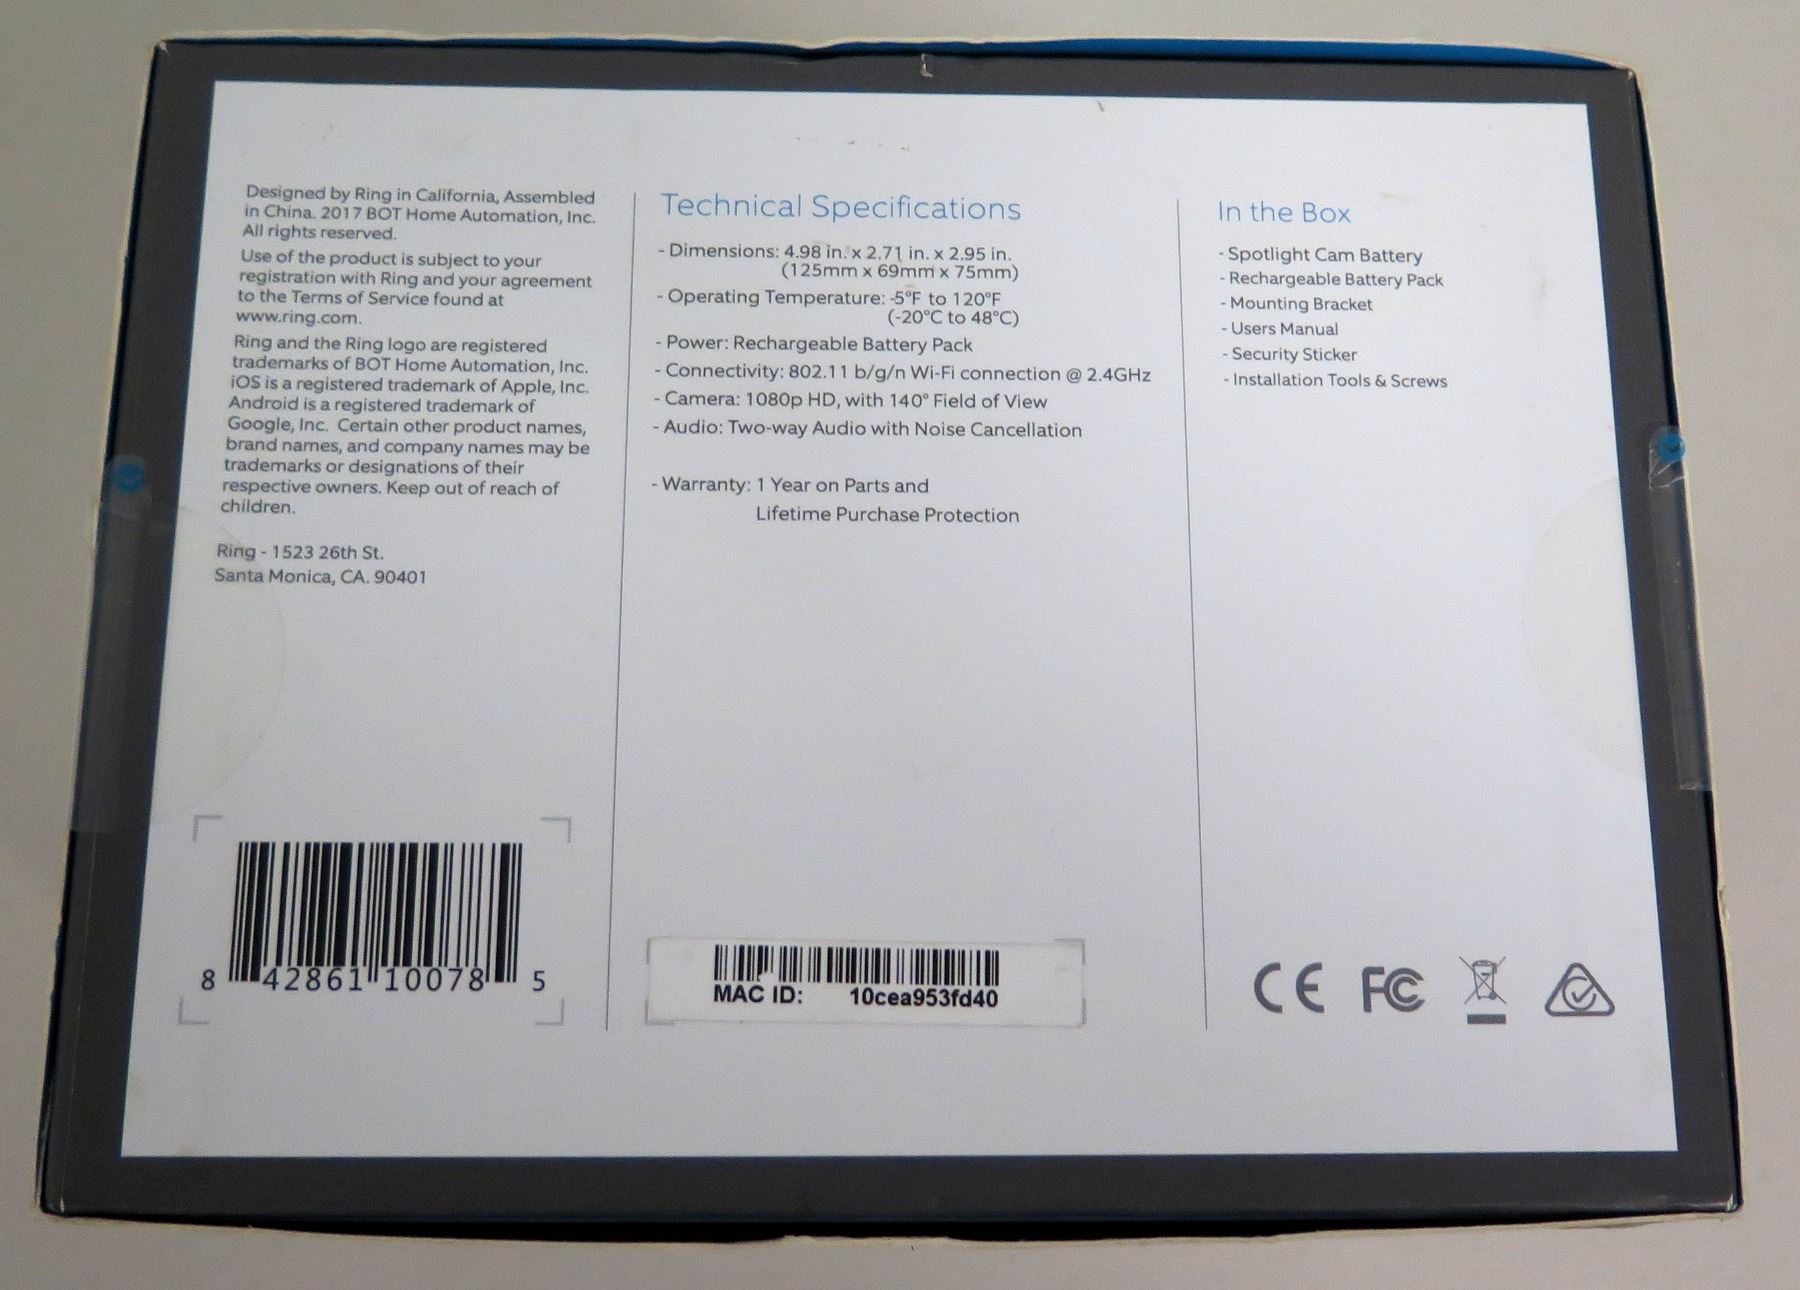 Designed by Ring in California, Assembled
in China. 2017 BOT Home Automation, Inc.
All rights reserved.
Use of the product is subject to your
registration with Ring and your agreement
to the Terms of Service found at
www.ring.com.
Ring and the Ring logo are registered
trademarks of BOT Home Automation, Inc.
iOS is a registered trademark of Apple, Inc.
Android is a registered trademark of
Google, Inc. Certain other product names,
brand names, and company names may be
trademarks or designations of their
respective owners. Keep out of reach of
children.
Ring - 1523 26th St.
Santa Monica, CA. 90401
8 42861 10078 5
Technical Specifications
- Dimensions: 4.98 in. x 2.71 in. x 2.95 in.
(125mm x 69mm x 75mm)
- Operating Temperature: -5°F to 120°F
(-20°C to 48°C)
- Power: Rechargeable Battery Pack
- Connectivity: 802.11 b/g/n Wi-Fi connection @ 2.4GHz
- Camera: 1080p HD, with 140° Field of View
- Audio: Two-way Audio with Noise Cancellation
- Warranty: 1 Year on Parts and
Lifetime Purchase Protection
MAC ID: 10cea953fd40
In the Box
- Spotlight Cam Battery
- Rechargeable Battery Pack
- Mounting Bracket
- Users Manual
- Security Sticker
- Installation Tools & Screws
CE FC